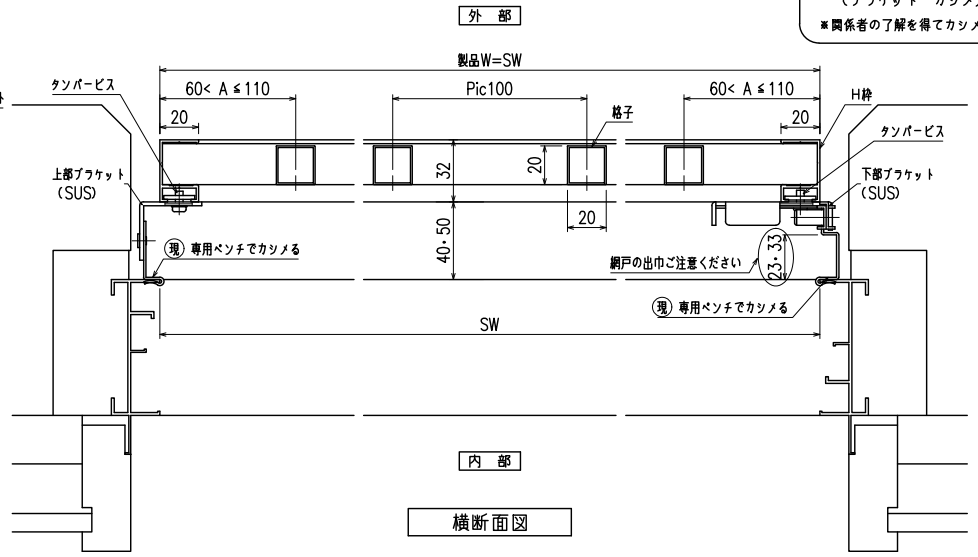 外 部
(ブラケット カシメ
※関係者の了解を得てカシメ
製品W=SW
タンパービス
60< A ≤110
Pic100
60< A ≤110
H枠
20
格子
20
タンパービス
上部ブラケット
(SUS)
32
20
下部ブラケット
(SUS)
20
40・50
現 専用ペンチでカシメる
網戸の出巾ご注意ください
23・33
現 専用ペンチでカシメる
SW
内 部
横断面図